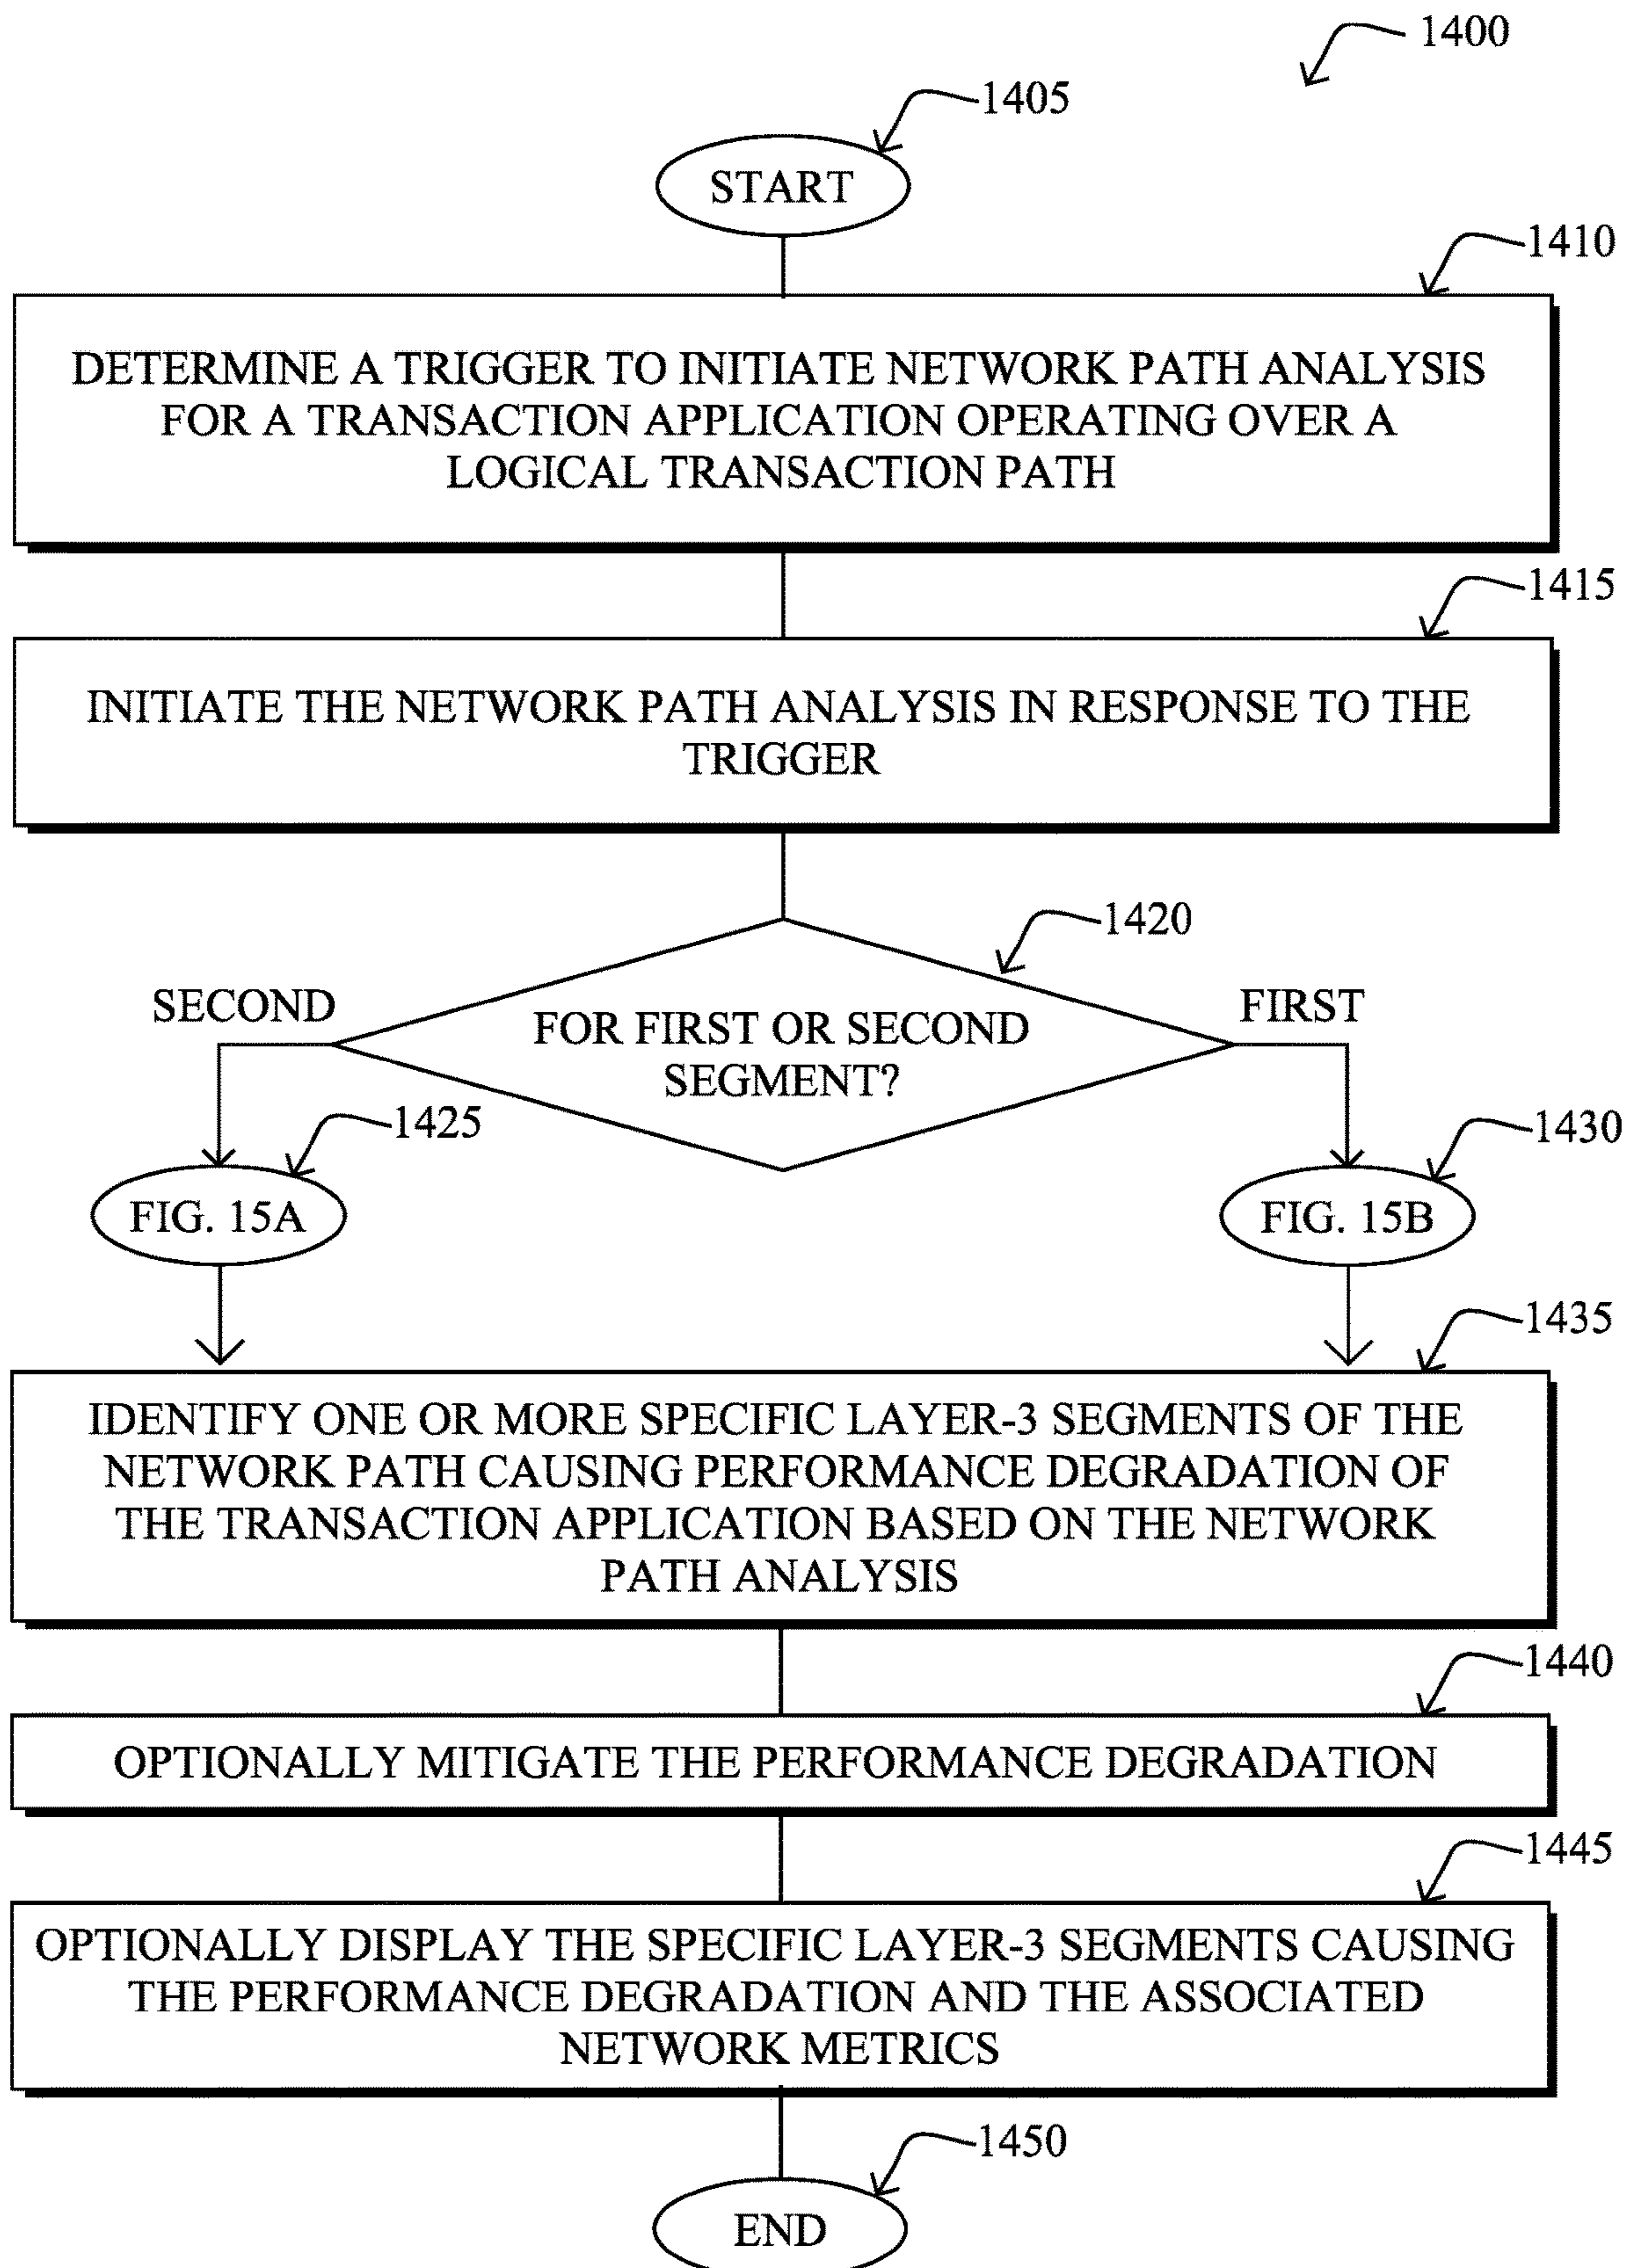 1400
1405
START
1410
DETERMINE A TRIGGER TO INITIATE NETWORK PATH ANALYSIS
FOR A TRANSACTION APPLICATION OPERATING OVER A
LOGICAL TRANSACTION PATH
1415
INITIATE THE NETWORK PATH ANALYSIS IN RESPONSE TO THE
TRIGGER
1420
SECOND
FIRST
FOR FIRST OR SECOND
SEGMENT?
1425
1430
FIG. 15A
FIG. 15B
1435
IDENTIFY ONE OR MORE SPECIFIC LAYER-3 SEGMENTS OF THE
NETWORK PATH CAUSING PERFORMANCE DEGRADATION OF
THE TRANSACTION APPLICATION BASED ON THE NETWORK
PATH ANALYSIS
1440
OPTIONALLY MITIGATE THE PERFORMANCE DEGRADATION
1445
OPTIONALLY DISPLAY THE SPECIFIC LAYER-3 SEGMENTS CAUSING
THE PERFORMANCE DEGRADATION AND THE ASSOCIATED
NETWORK METRICS
1450
END